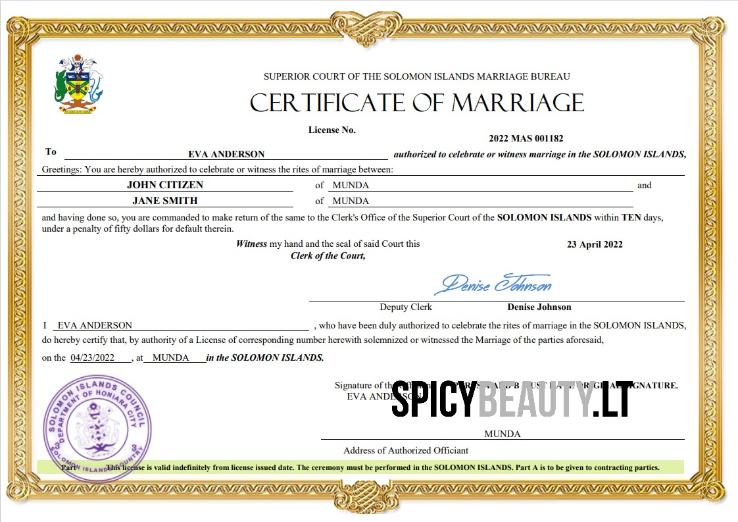 SUPERIOR COURT OF THE SOLOMON ISLANDS MARRIAGE BUREAU
CERTIFICATE OF MARRIAGE
License No.
2022 MAS 001182
To EVA ANDERSON authorized to celebrate or witness marriage in the SOLOMON ISLANDS,
Greetings: You are hereby authorized to celebrate or witness the rites of marriage between:
JOHN CITIZEN of MUNDA and
JANE SMITH of MUNDA
and having done so, you are commanded to make return of the same to the Clerk's Office of the Superior Court of the SOLOMON ISLANDS within TEN days,
under a penalty of fifty dollars for default therein.
Witness my hand and the seal of said Court this 23 April 2022
Clerk of the Court,
Denise Johnson
Deputy Clerk Denise Johnson
I EVA ANDERSON , who have been duly authorized to celebrate the rites of marriage in the SOLOMON ISLANDS,
do hereby certify that, by authority of a License of corresponding number herewith solemnized or witnessed the Marriage of the parties aforesaid,
on the 04/23/2022 , at MUNDA in the SOLOMON ISLANDS.
SOLOMON ISLANDS COUNCIL
DEPARTMENT OF HONIARA CITY
SOLOMON ISLANDS COUNTRY
Signature of the SIGNATURE.
EVA ANDERSON
SPICYBEAUTY.LT
MUNDA
Address of Authorized Officiant
Part This license is valid indefinitely from license issued date. The ceremony must be performed in the SOLOMON ISLANDS. Part A is to be given to contracting parties.